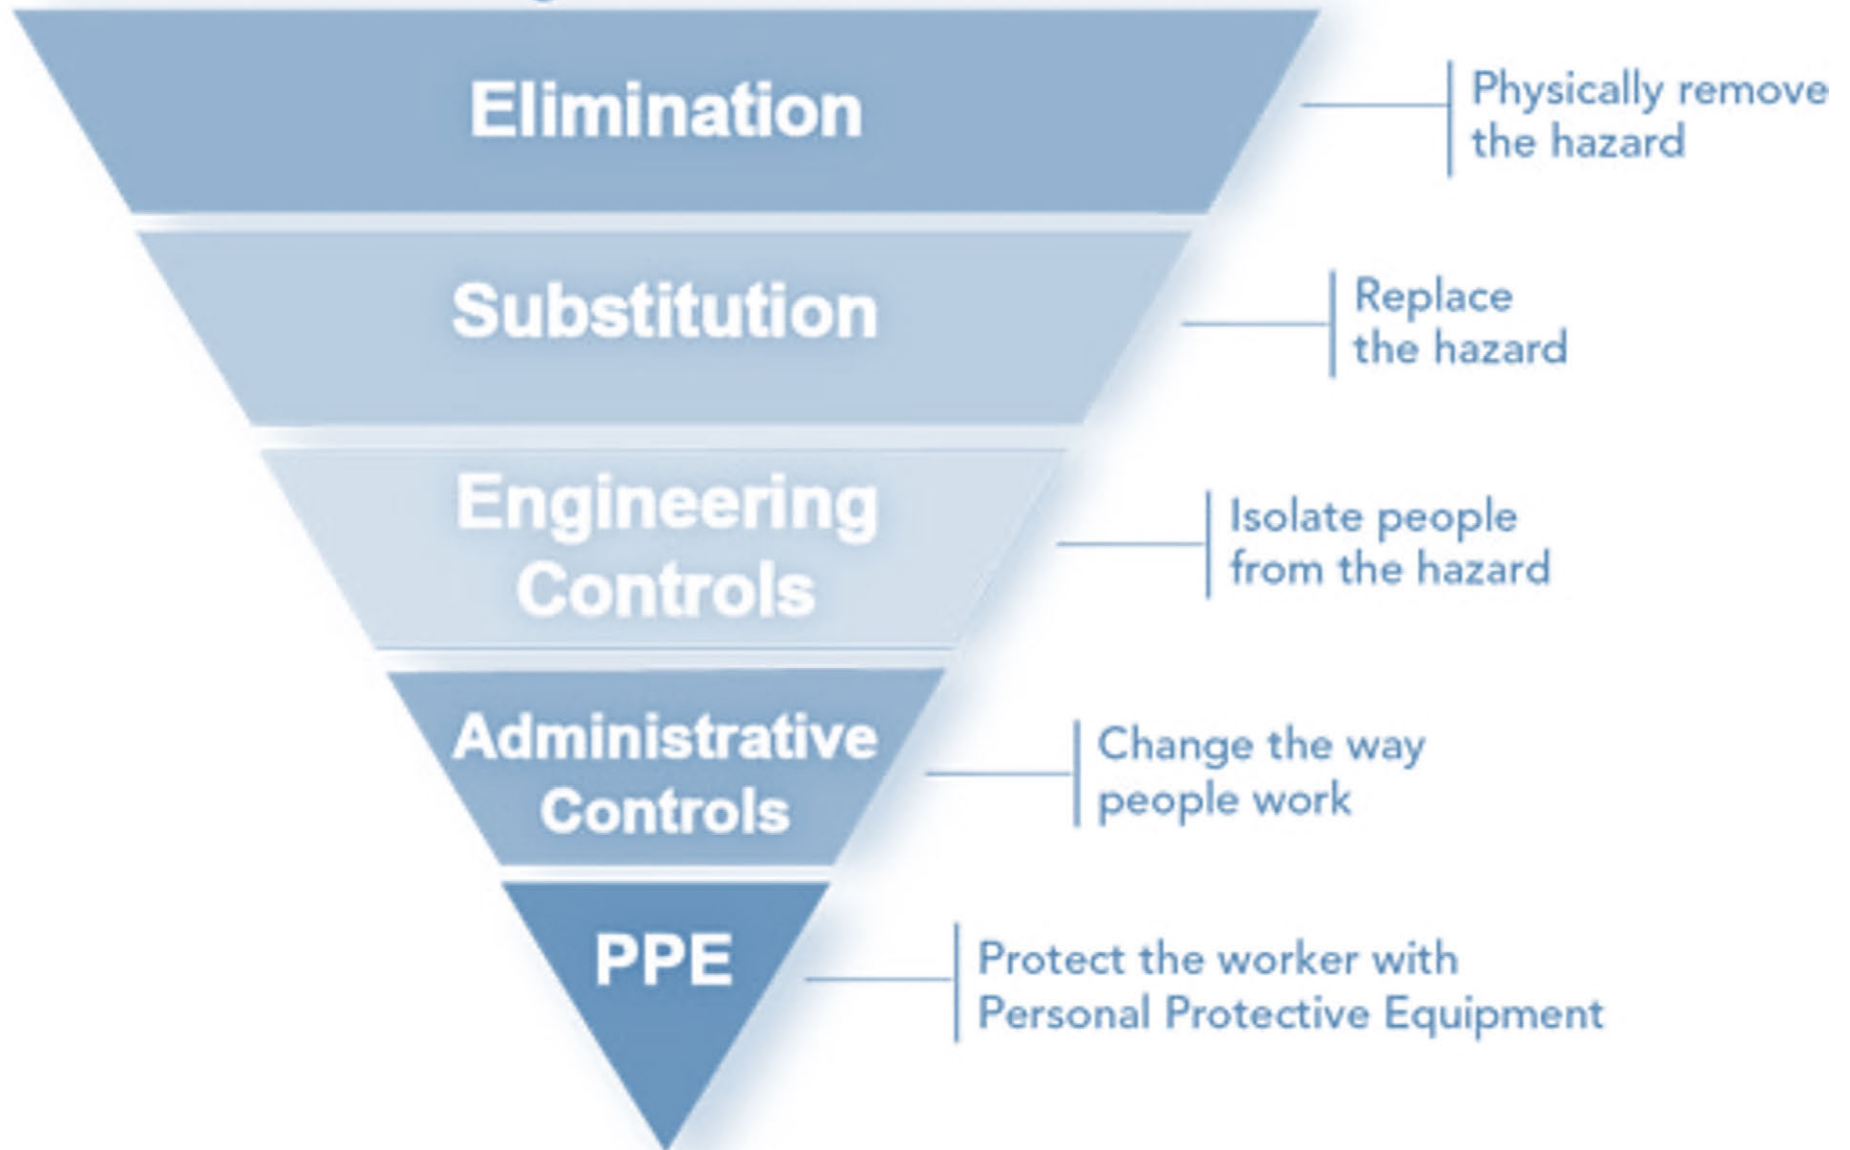 Elimination
Physically remove
the hazard
Substitution
Replace
the hazard
Engineering
Controls
Isolate people
from the hazard
Administrative
Controls
Change the way
people work
PPE
Protect the worker with
Personal Protective Equipment